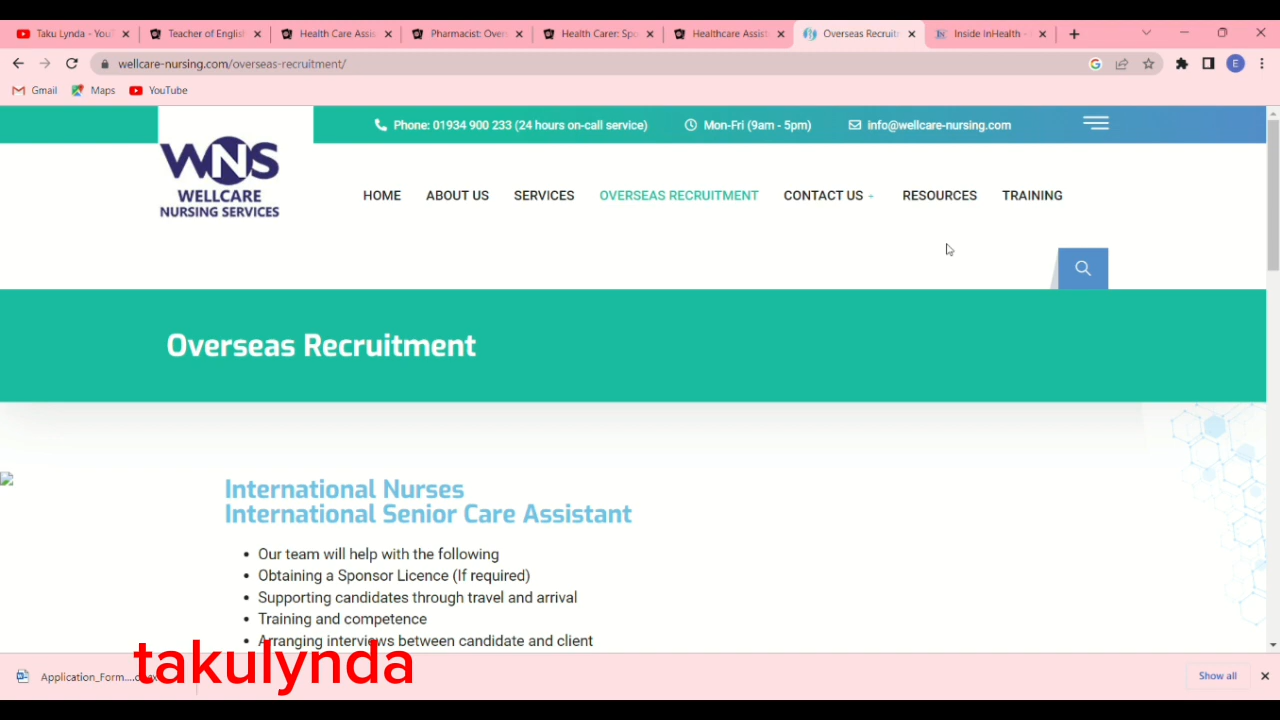 Taku Lynda - You
Teacher of Englis
Health Care Assis
Pharmacist: Over
Health Carer: Spo
Healthcare Assist
Overseas Recruit
Inside InHealth -
wellcare-nursing.com/overseas-recruitment/
E
Gmail
Maps
YouTube
Phone: 01934 900 233 (24 hours on-call service)
Mon-Fri (9am - 5pm)
info@wellcare-nursing.com
WNS
WELLCARE
NURSING SERVICES
HOME
ABOUT US
SERVICES
OVERSEAS RECRUITMENT
CONTACT US +
RESOURCES
TRAINING
Overseas Recruitment
International Nurses
International Senior Care Assistant
• Our team will help with the following
• Obtaining a Sponsor Licence (If required)
• Supporting candidates through travel and arrival
• Training and competence
• Arranging interviews between candidate and client
takulynda
Application_Form....
Show all